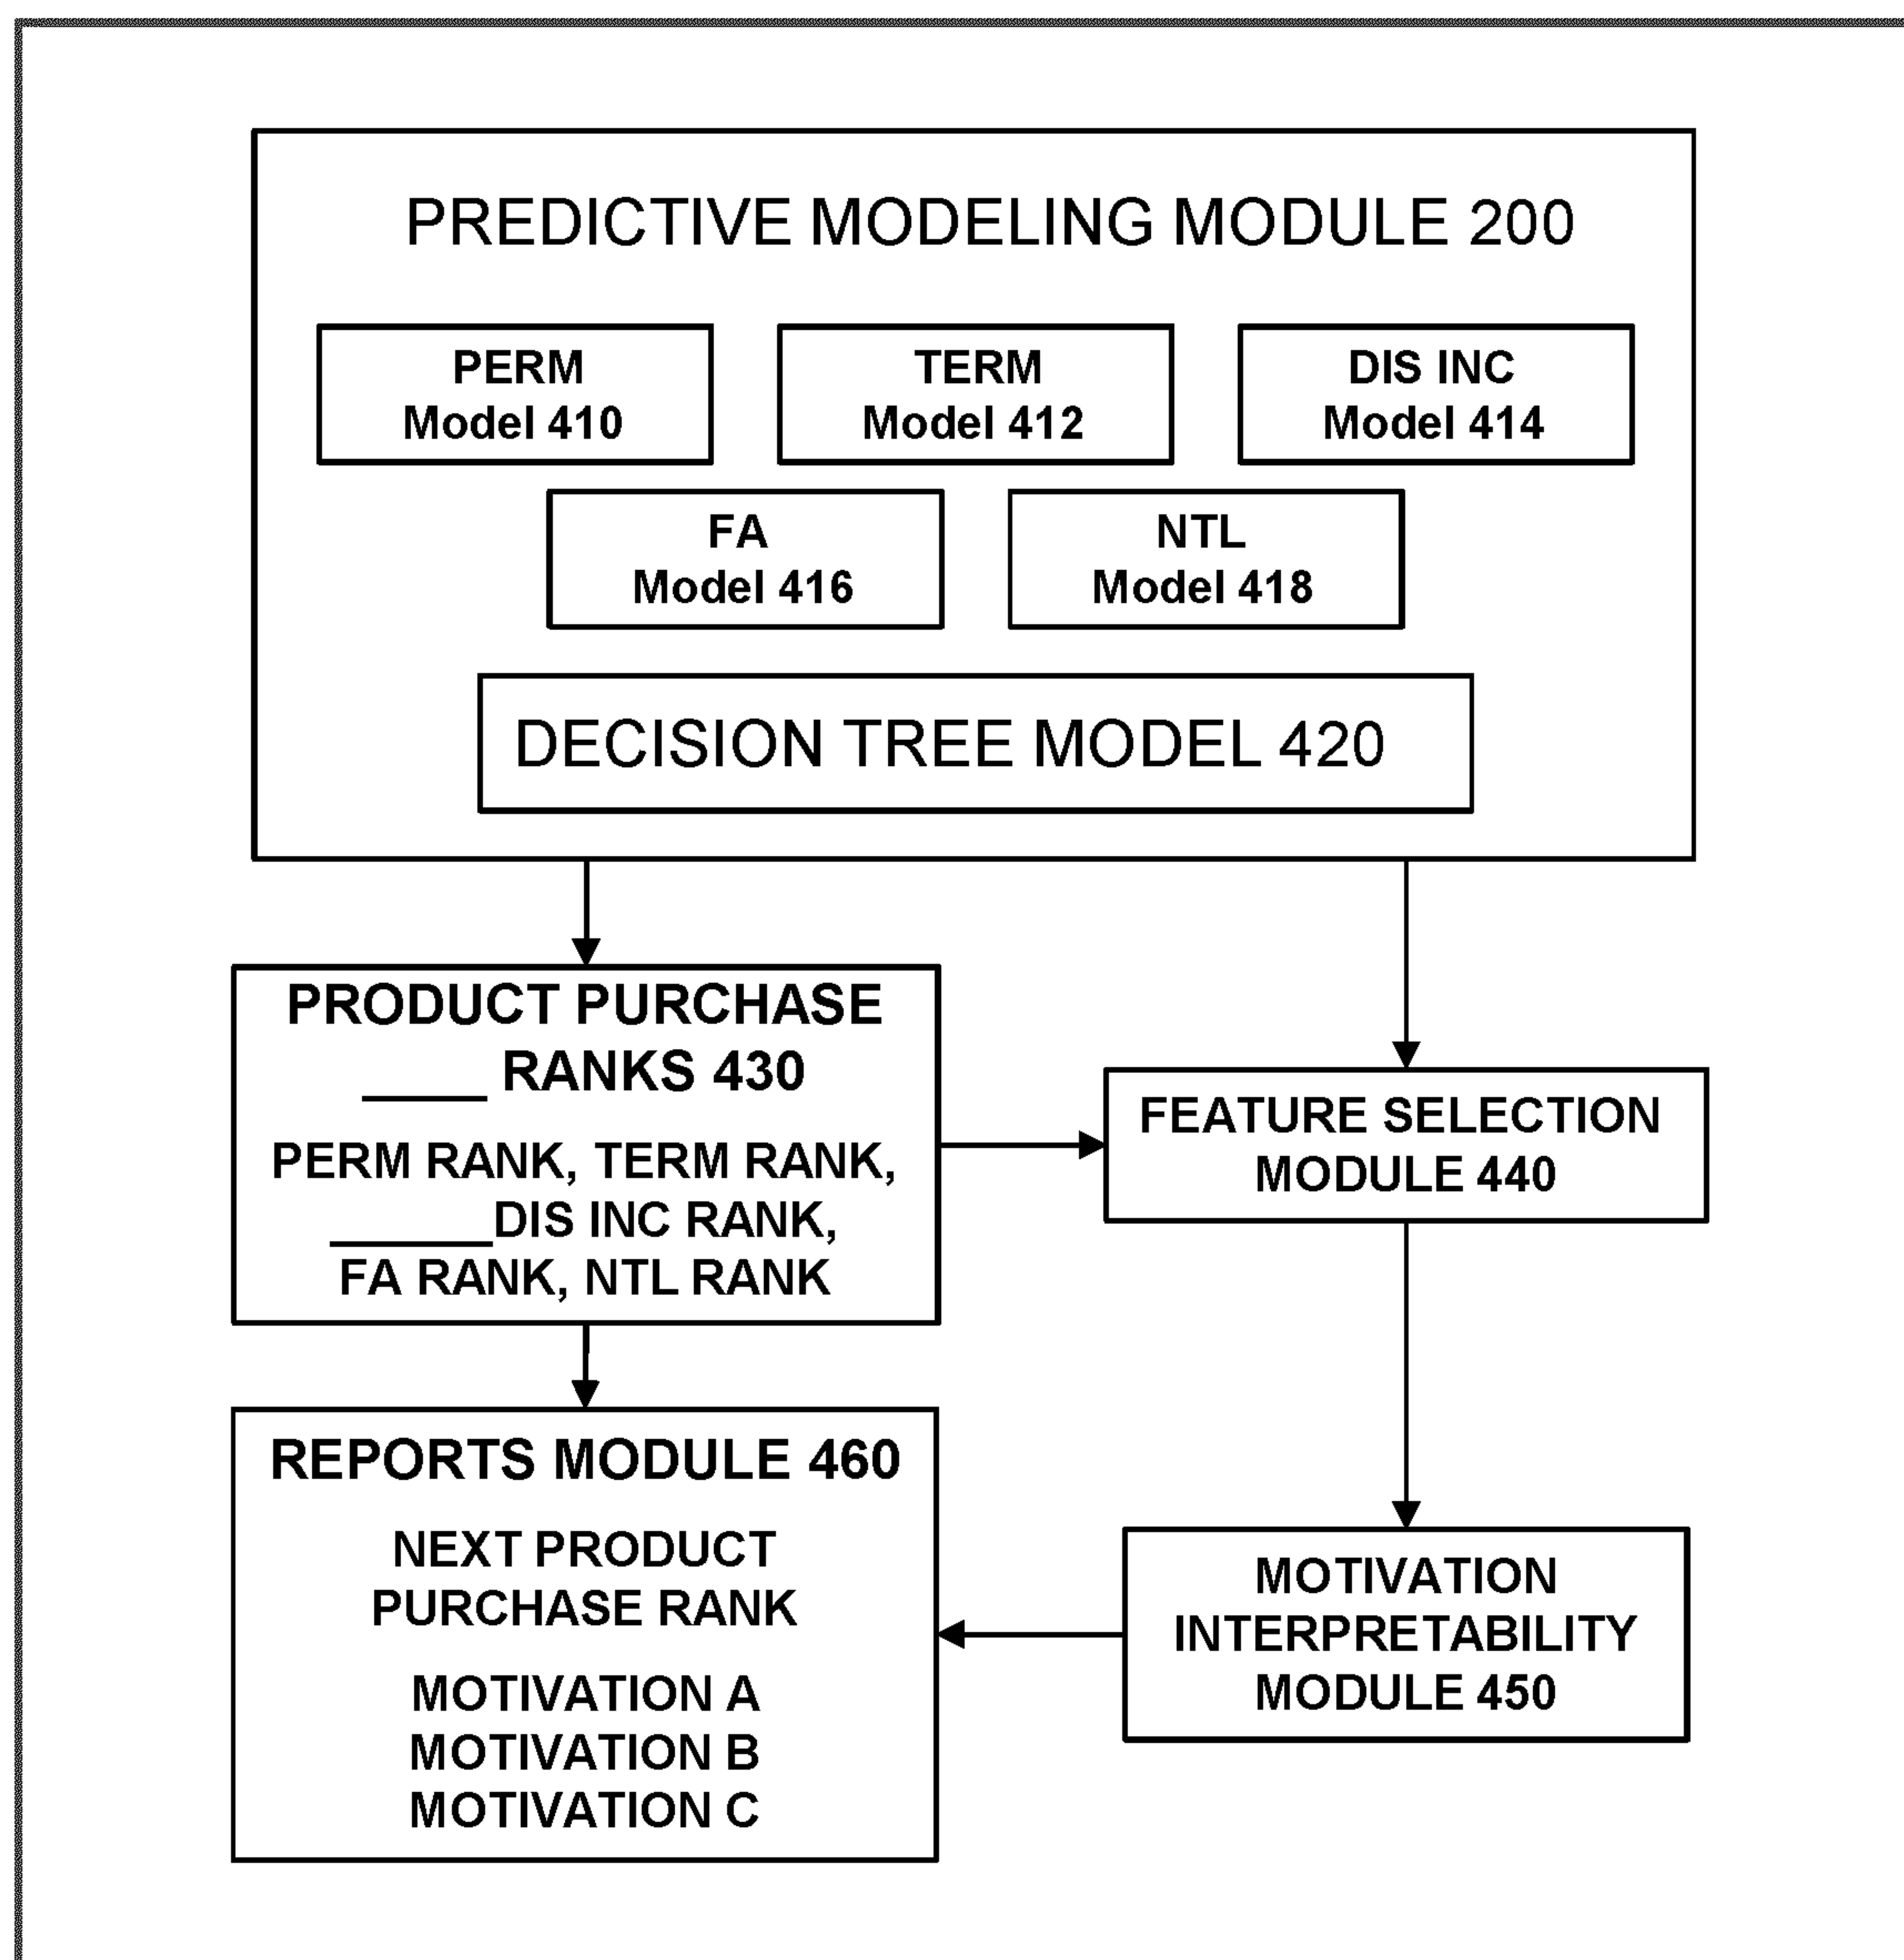 PREDICTIVE MODELING MODULE 200
PERM
Model 410
TERM
Model 412
DIS INC
Model 414
FA
Model 416
NTL
Model 418
DECISION TREE MODEL 420
PRODUCT PURCHASE
_____ RANKS 430
PERM RANK, TERM RANK,
_______DIS INC RANK,
FA RANK, NTL RANK
FEATURE SELECTION
MODULE 440
REPORTS MODULE 460
NEXT PRODUCT
PURCHASE RANK
MOTIVATION A
MOTIVATION B
MOTIVATION C
MOTIVATION
INTERPRETABILITY
MODULE 450